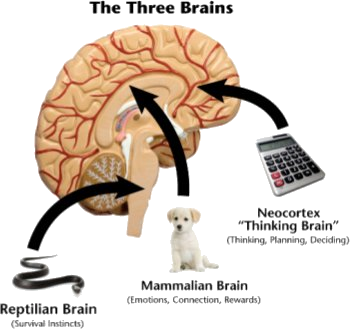 The Three Brains
Neocortex
"Thinking Brain"
(Thinking, Planning, Deciding)
Mammalian Brain
(Emotions, Connection, Rewards)
Reptilian Brain
(Survival Instincts)